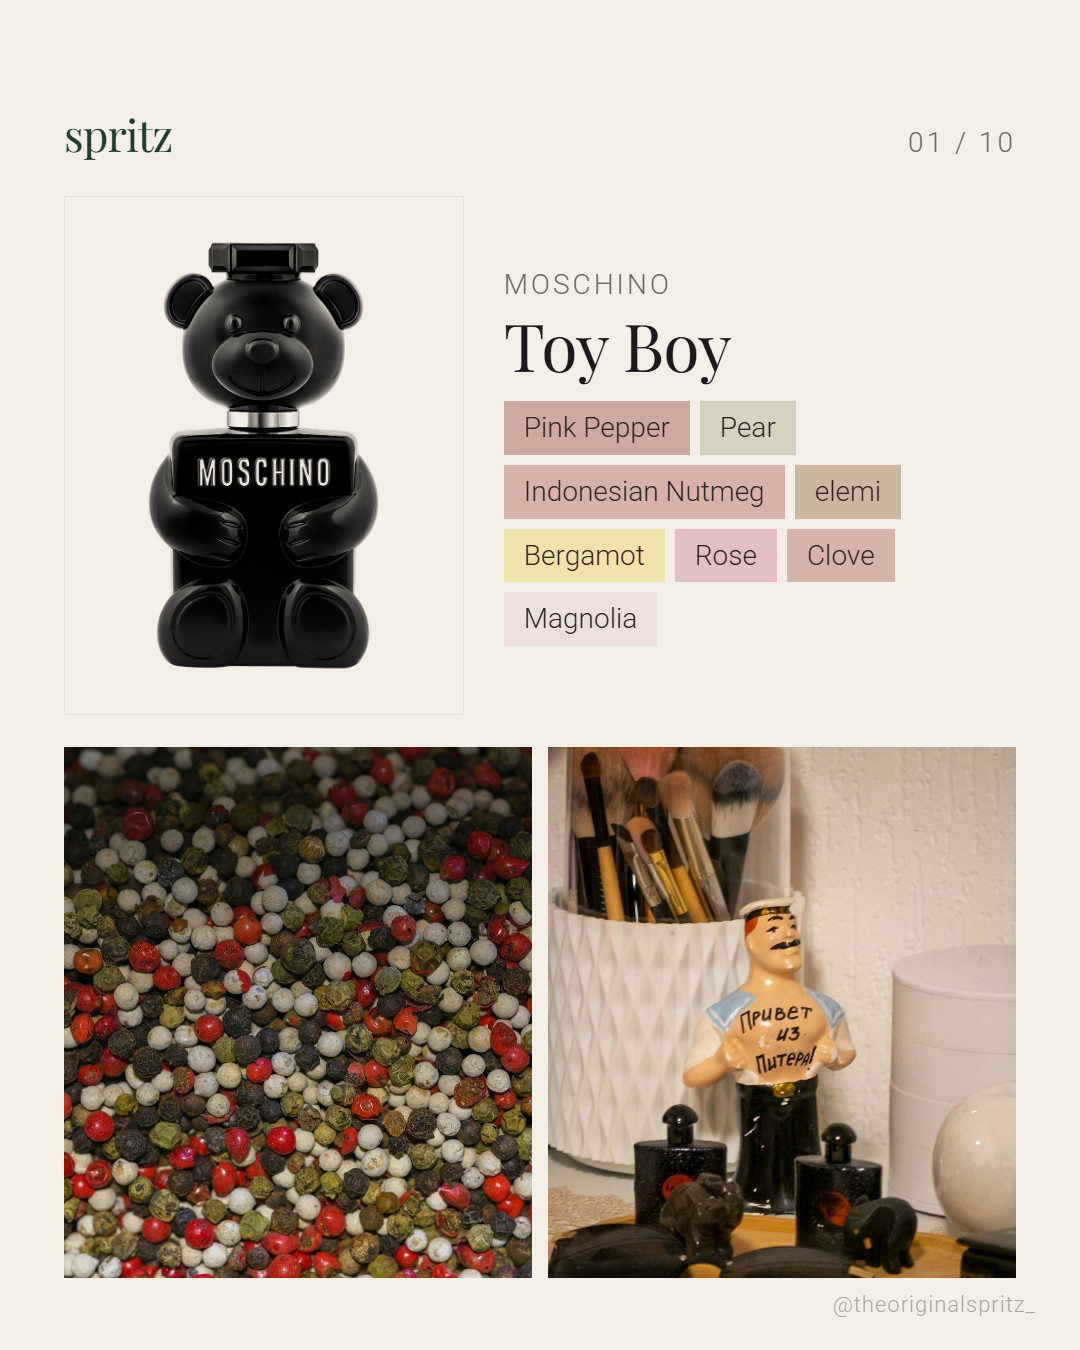 spritz
01 / 10
MOSCHINO
MOSCHINO
Toy Boy
Pink Pepper
Pear
Indonesian Nutmeg
elemi
Bergamot
Rose
Clove
Magnolia
Привет
из
Питера!
@theoriginalspritz_